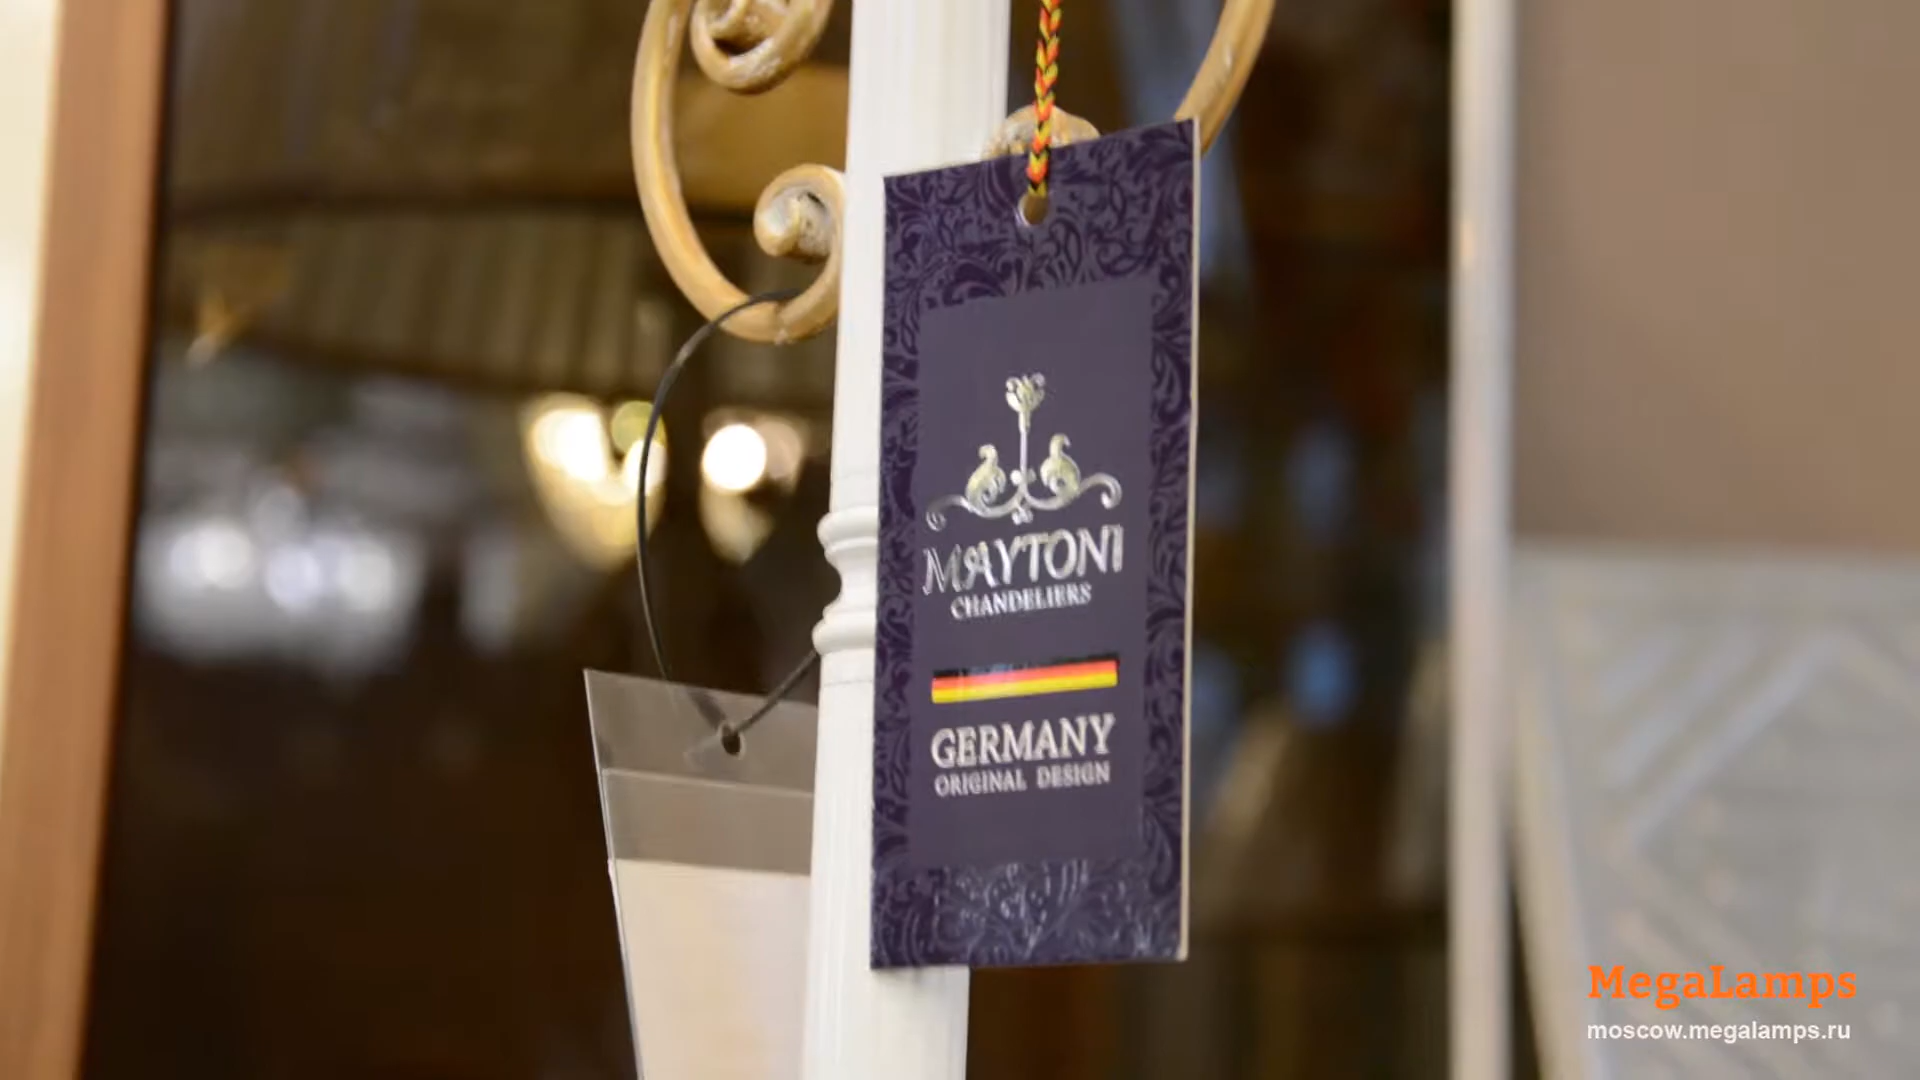 MAYTONI
CHANDELIERS
GERMANY
ORIGINAL DESIGN
MegaLamps
moscow.megalamps.ru